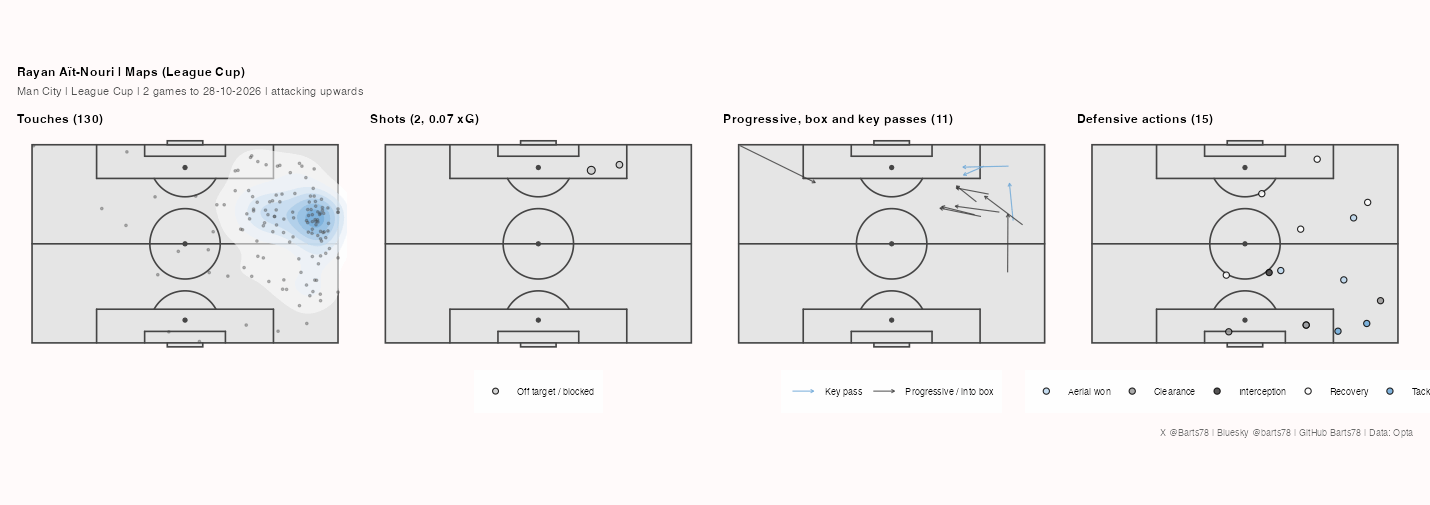 Rayan Aït-Nouri | Maps (League Cup)
Man City | League Cup | 2 games to 28-10-2026 | attacking upwards
Touches (130)
Shots (2, 0.07 xG)
Progressive, box and key passes (11)
Defensive actions (15)
Off target / blocked
Key pass
Progressive / into box
Aerial won
Clearance
Interception
Recovery
Tack
X @Barts78 | Bluesky @barts78 | GitHub Barts78 | Data: Opta